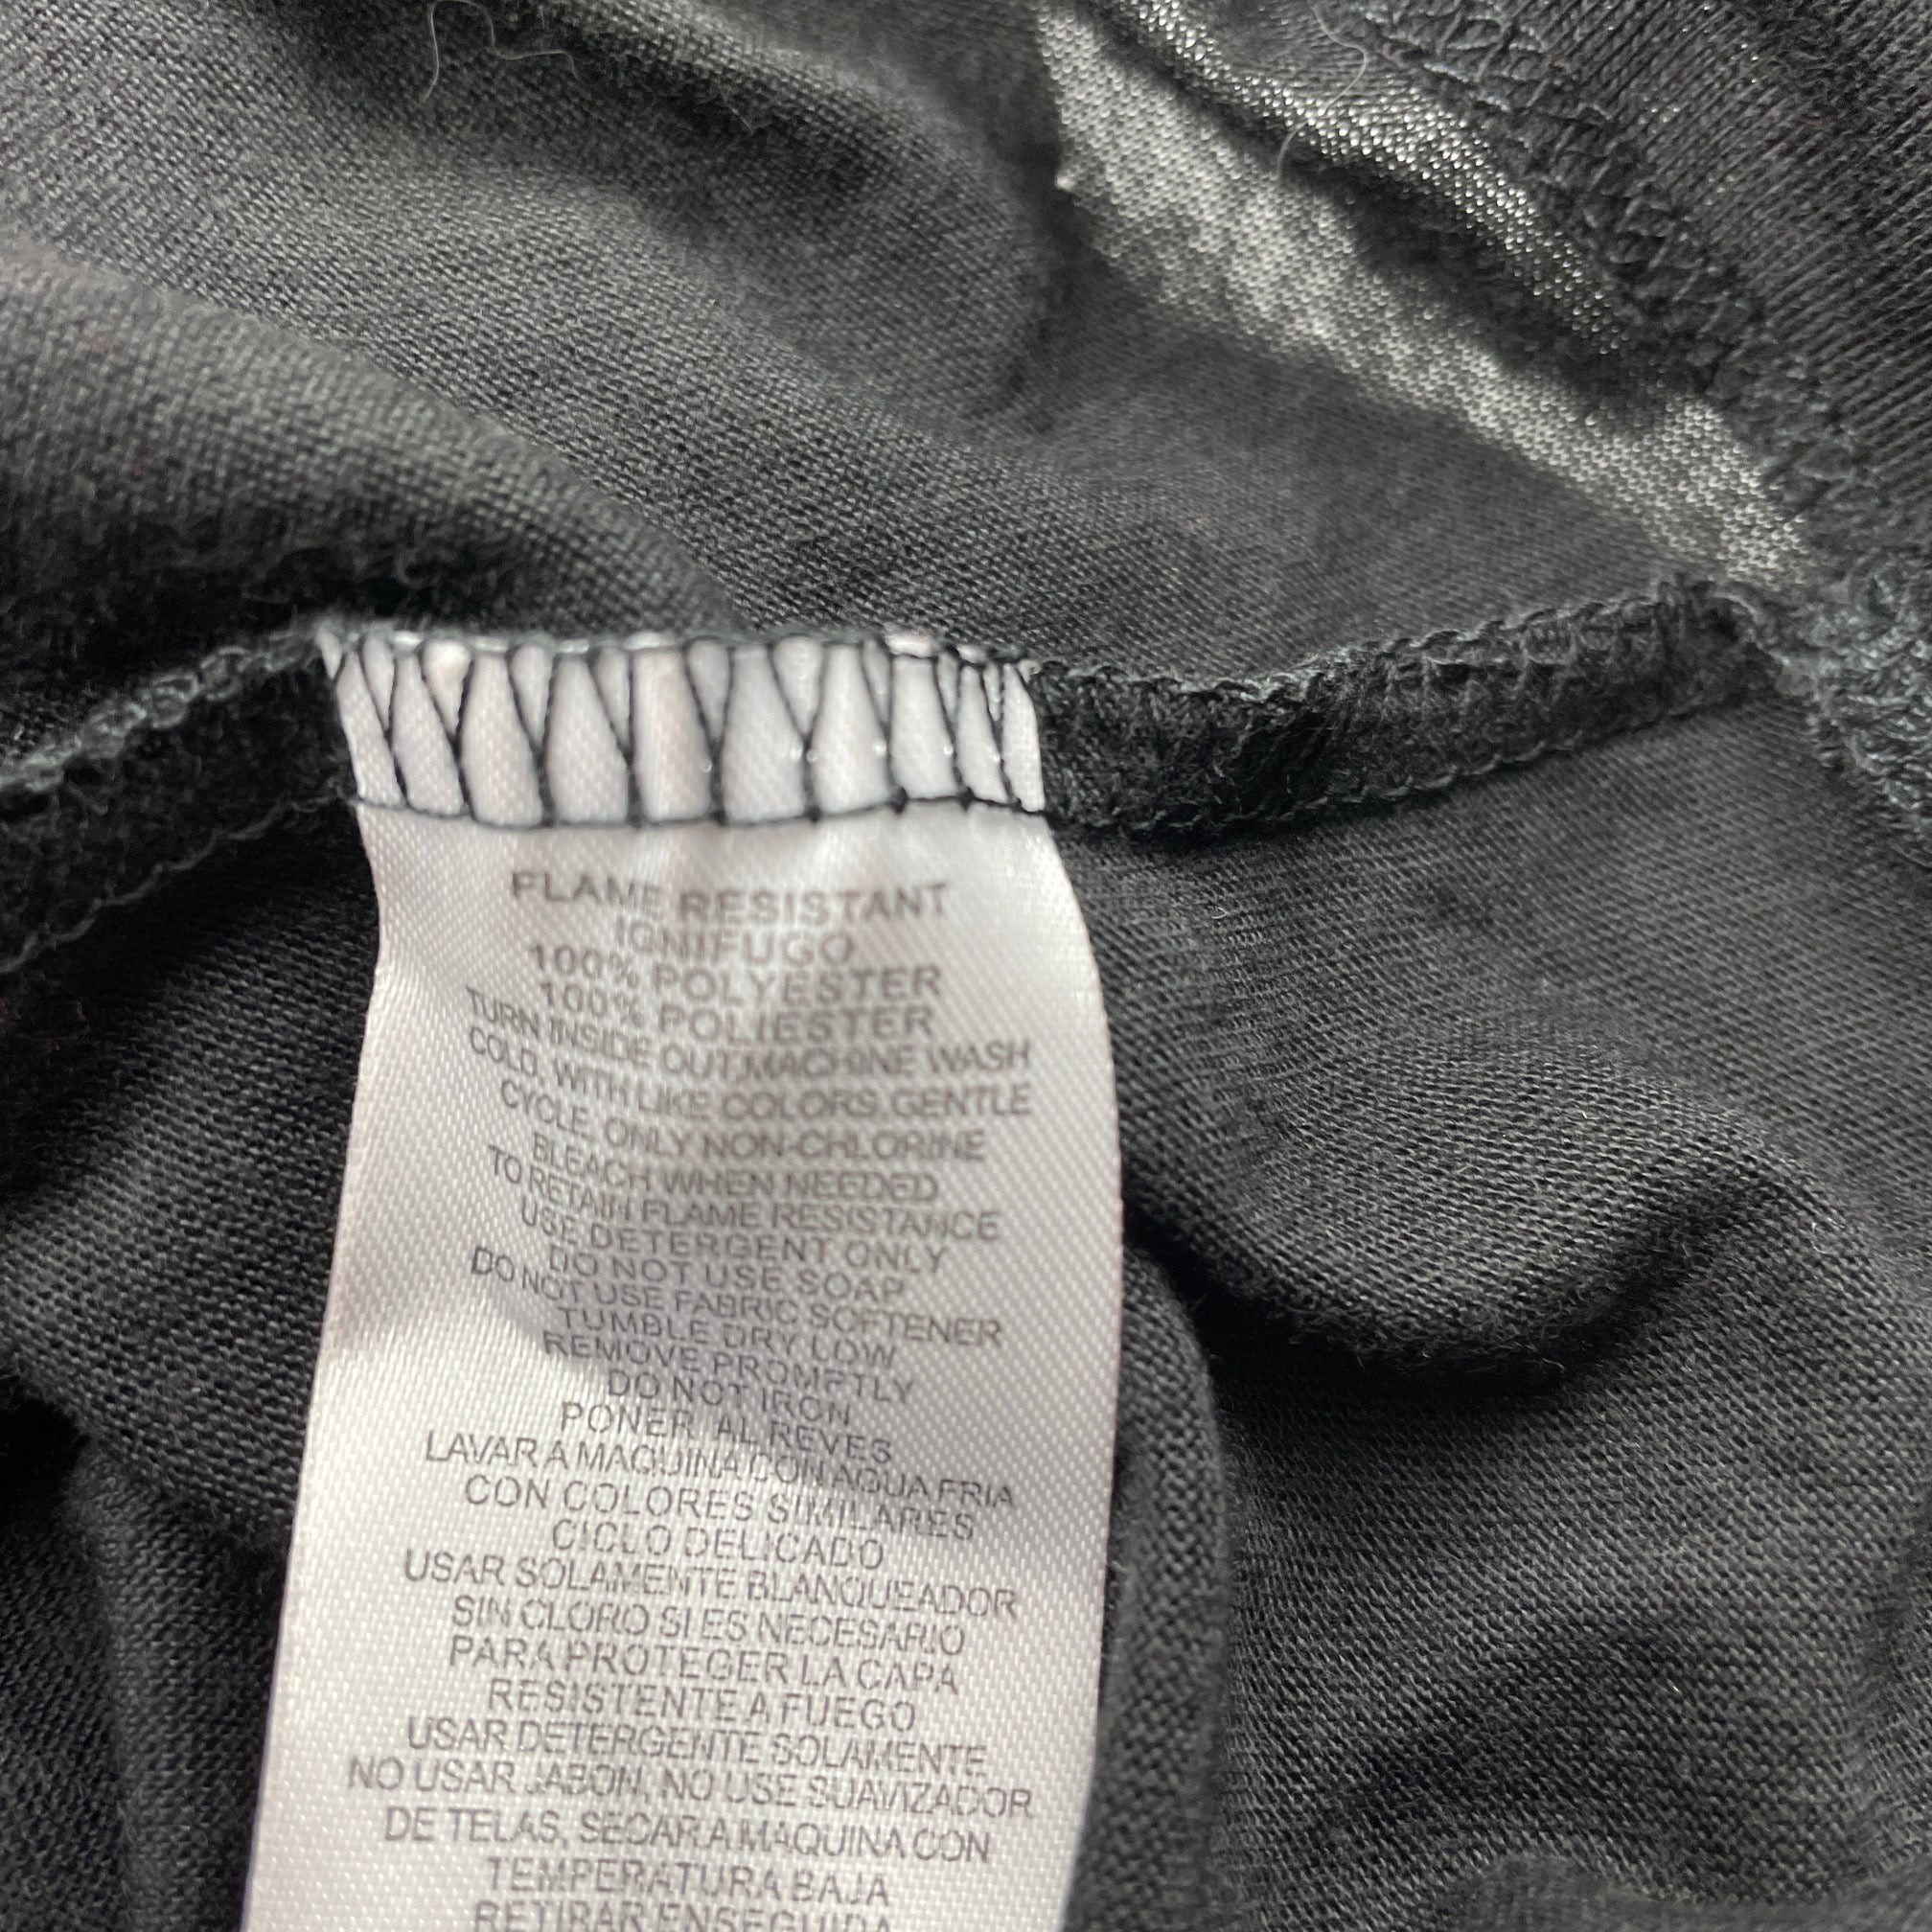 FLAME RESISTANT
IGNIFUGO
100% POLYESTER
100% POLIESTER
TURN INSIDE OUT,MACHINE WASH
COLD, WITH LIKE COLORS,GENTLE
CYCLE, ONLY NON-CHLORINE
BLEACH WHEN NEEDED
TO RETAIN FLAME RESISTANCE
USE DETERGENT ONLY
DO NOT USE SOAP
DO NOT USE FABRIC SOFTENER
TUMBLE DRY LOW
REMOVE PROMPTLY
DO NOT IRON
PONER AL REVES
LAVAR A MAQUINA CON AGUA FRIA
CON COLORES SIMILARES
CICLO DELICADO
USAR SOLAMENTE BLANQUEADOR
SIN CLORO SI ES NECESARIO
PARA PROTEGER LA CAPA
RESISTENTE A FUEGO
USAR DETERGENTE SOLAMENTE
NO USAR JABON, NO USE SUAVIZADOR
DE TELAS, SECAR A MAQUINA CON
TEMPERATURA BAJA
RETIRAR ENSEGUIDA